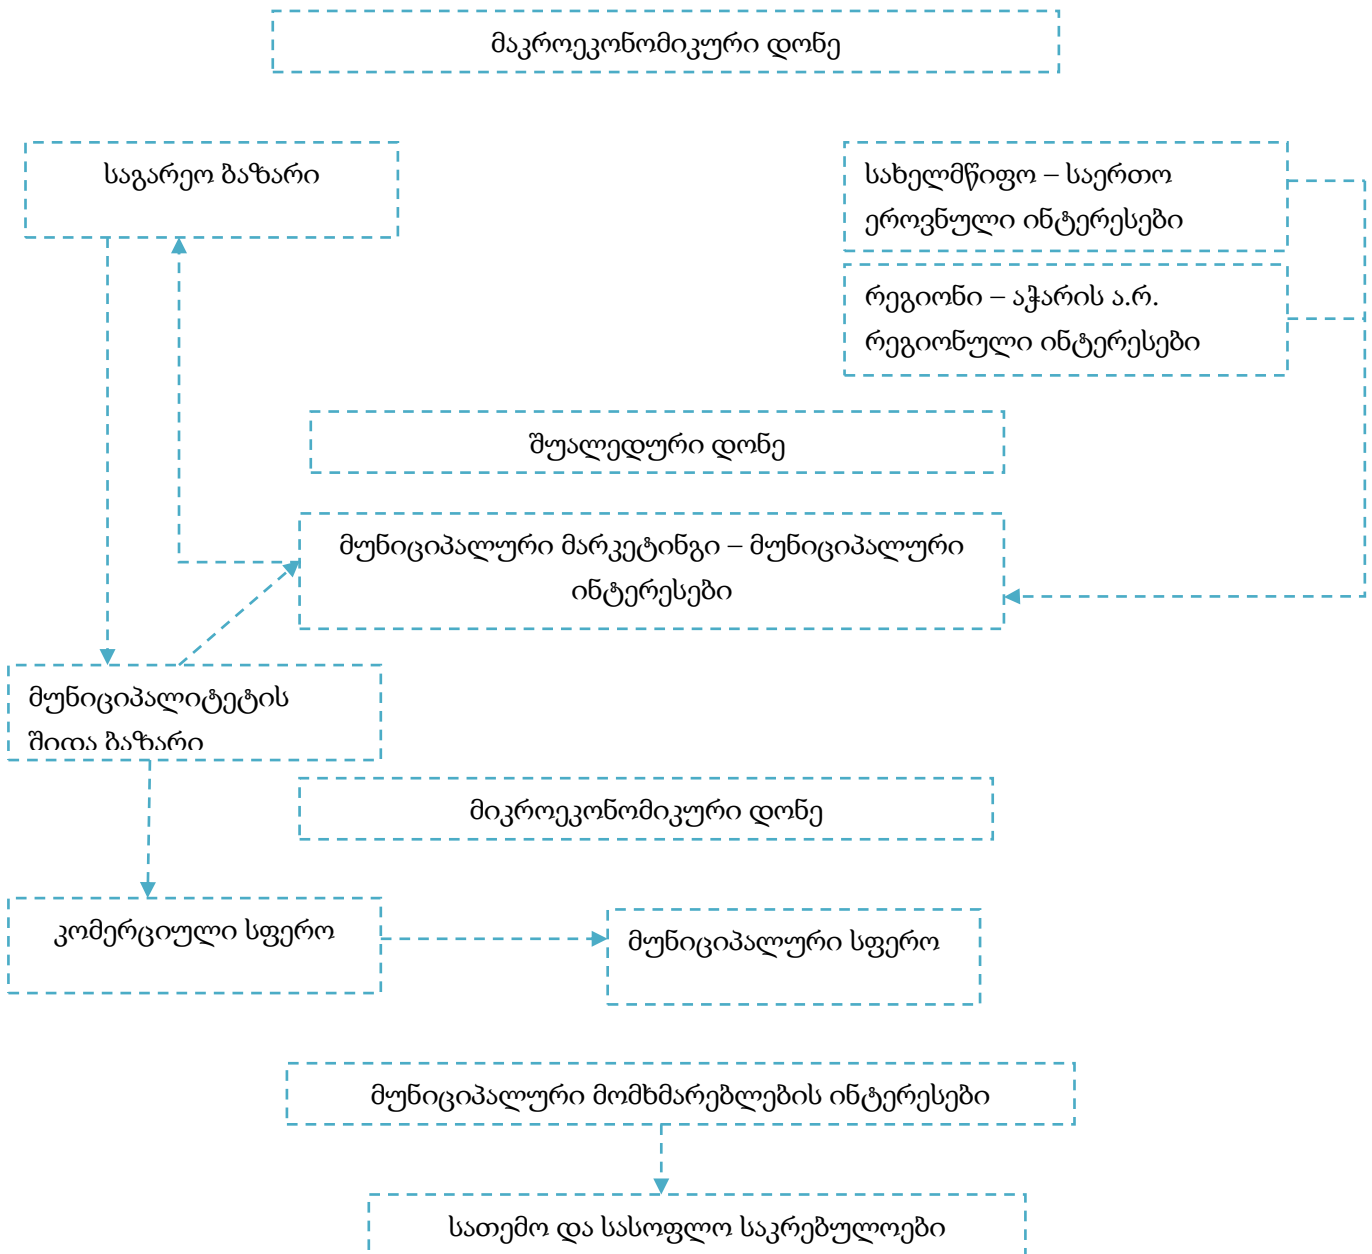 მაკროეკონომიკური დონე
საგარეო ბაზარი
სახელმწიფო – საერთო
ეროვნული ინტერესები
რეგიონი – აჭარის ა.რ.
რეგიონული ინტერესები
შუალედური დონე
მუნიციპალური მარკეტინგი – მუნიციპალური
ინტერესები
მუნიციპალიტეტის
შიდა ბაზარი
მიკროეკონომიკური დონე
კომერციული სფერო
მუნიციპალური სფერო
მუნიციპალური მომხმარებლების ინტერესები
სათემო და სასოფლო საკრებულოები